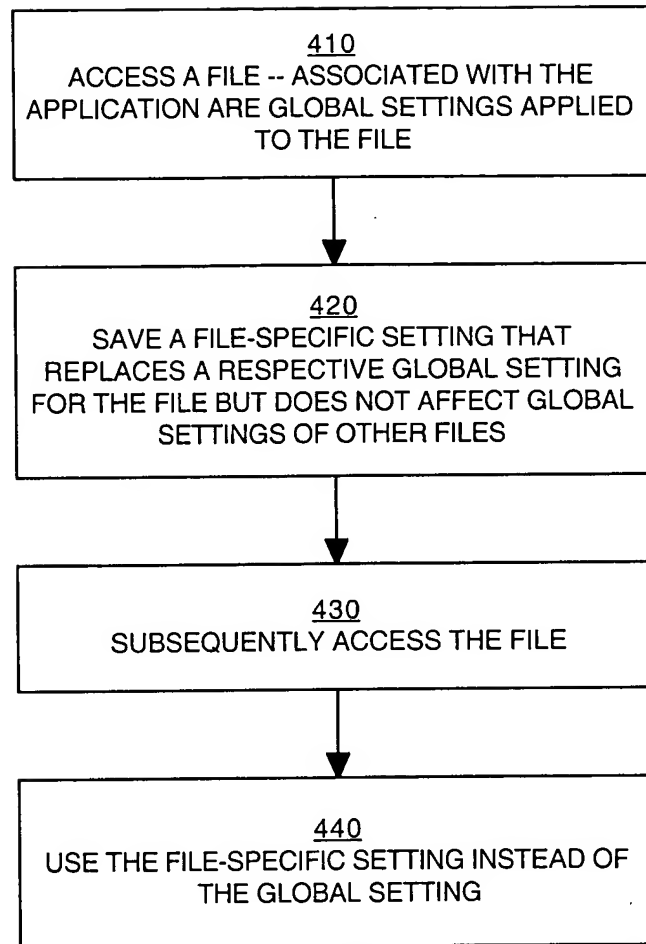 410
ACCESS A FILE -- ASSOCIATED WITH THE
APPLICATION ARE GLOBAL SETTINGS APPLIED
TO THE FILE
420
SAVE A FILE-SPECIFIC SETTING THAT
REPLACES A RESPECTIVE GLOBAL SETTING
FOR THE FILE BUT DOES NOT AFFECT GLOBAL
SETTINGS OF OTHER FILES
430
SUBSEQUENTLY ACCESS THE FILE
440
USE THE FILE-SPECIFIC SETTING INSTEAD OF
THE GLOBAL SETTING